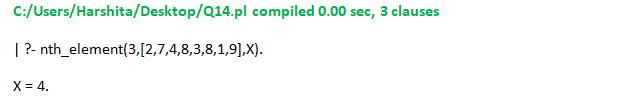 C:/Users/Harshita/Desktop/Q14.pl compiled 0.00 sec, 3 clauses
| ?- nth_element(3,[2,7,4,8,3,8,1,9],X).
X = 4.